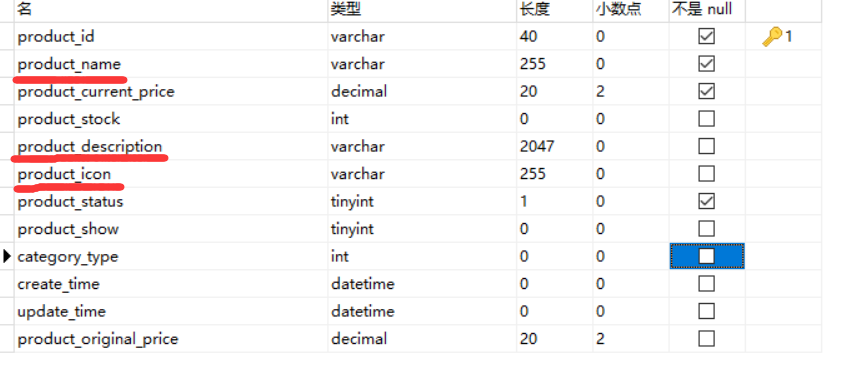 名 类型 长度 小数点 不是 null
product_id varchar 40 0 1
product_name varchar 255 0
product_current_price decimal 20 2
product_stock int 0 0
product_description varchar 2047 0
product_icon varchar 255 0
product_status tinyint 1 0
product_show tinyint 0 0
category_type int 0 0
create_time datetime 0 0
update_time datetime 0 0
product_original_price decimal 20 2